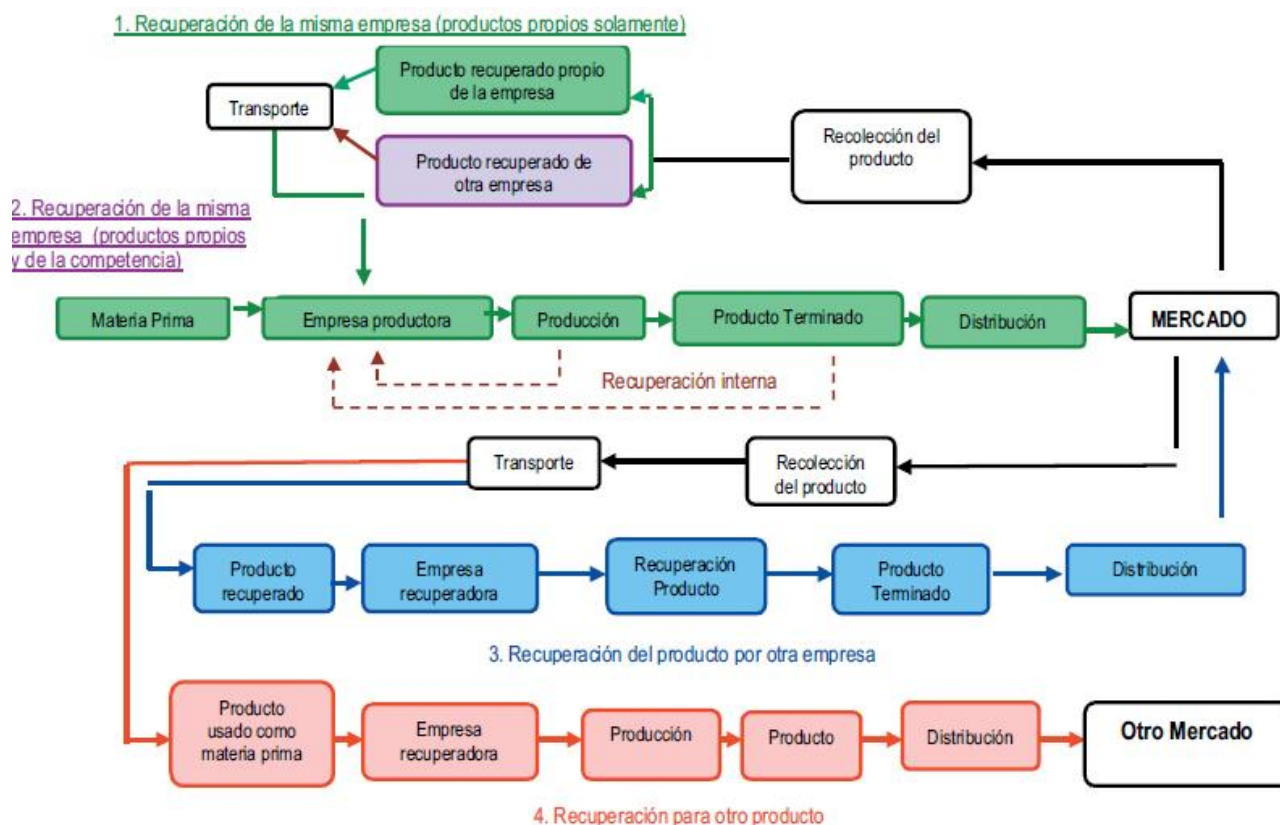 1. Recuperación de la misma empresa (productos propios solamente)
Producto recuperado propio
de la empresa
Transporte
Recolección del
producto
Producto recuperado de
otra empresa
2. Recuperación de la misma
empresa (productos propios
y de la competencia)
Materia Prima
Empresa productora
Producción
Producto Terminado
Distribución
MERCADO
Recuperación interna
Transporte
Recolección
del producto
Producto
recuperado
Empresa
recuperadora
Recuperación
Producto
Producto
Terminado
Distribución
3. Recuperación del producto por otra empresa
Producto
usado como
materia prima
Empresa
recuperadora
Producción
Producto
Distribución
Otro Mercado
4. Recuperación para otro producto